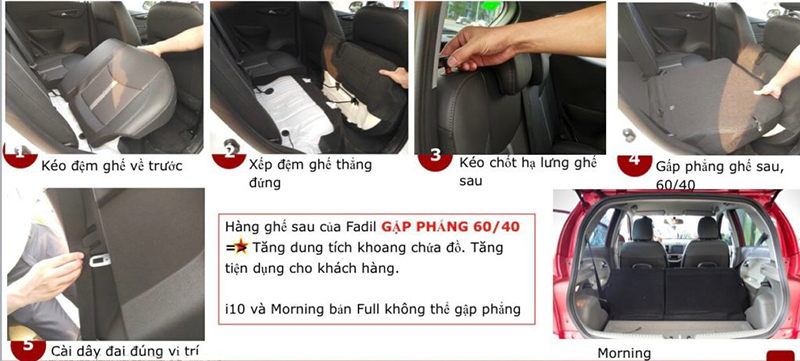 1 Kéo đệm ghế về trước
2 Xếp đệm ghế thẳng
đứng
3 Kéo chốt hạ lưng ghế
sau
4 Gấp phẳng ghế sau,
60/40
5 Cài dây đai đúng vị trí
Hàng ghế sau của Fadil GẬP PHẲNG 60/40
=> Tăng dung tích khoang chứa đồ. Tăng
tiện dụng cho khách hàng.
i10 và Morning bản Full không thể gập phẳng
Morning